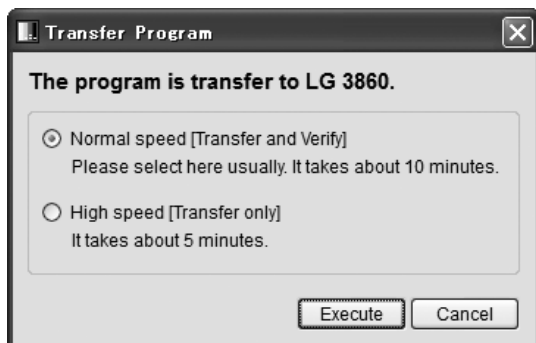 Transfer Program
The program is transfer to LG 3860.
Normal speed [Transfer and Verify]
Please select here usually. It takes about 10 minutes.
High speed [Transfer only]
It takes about 5 minutes.
Execute Cancel